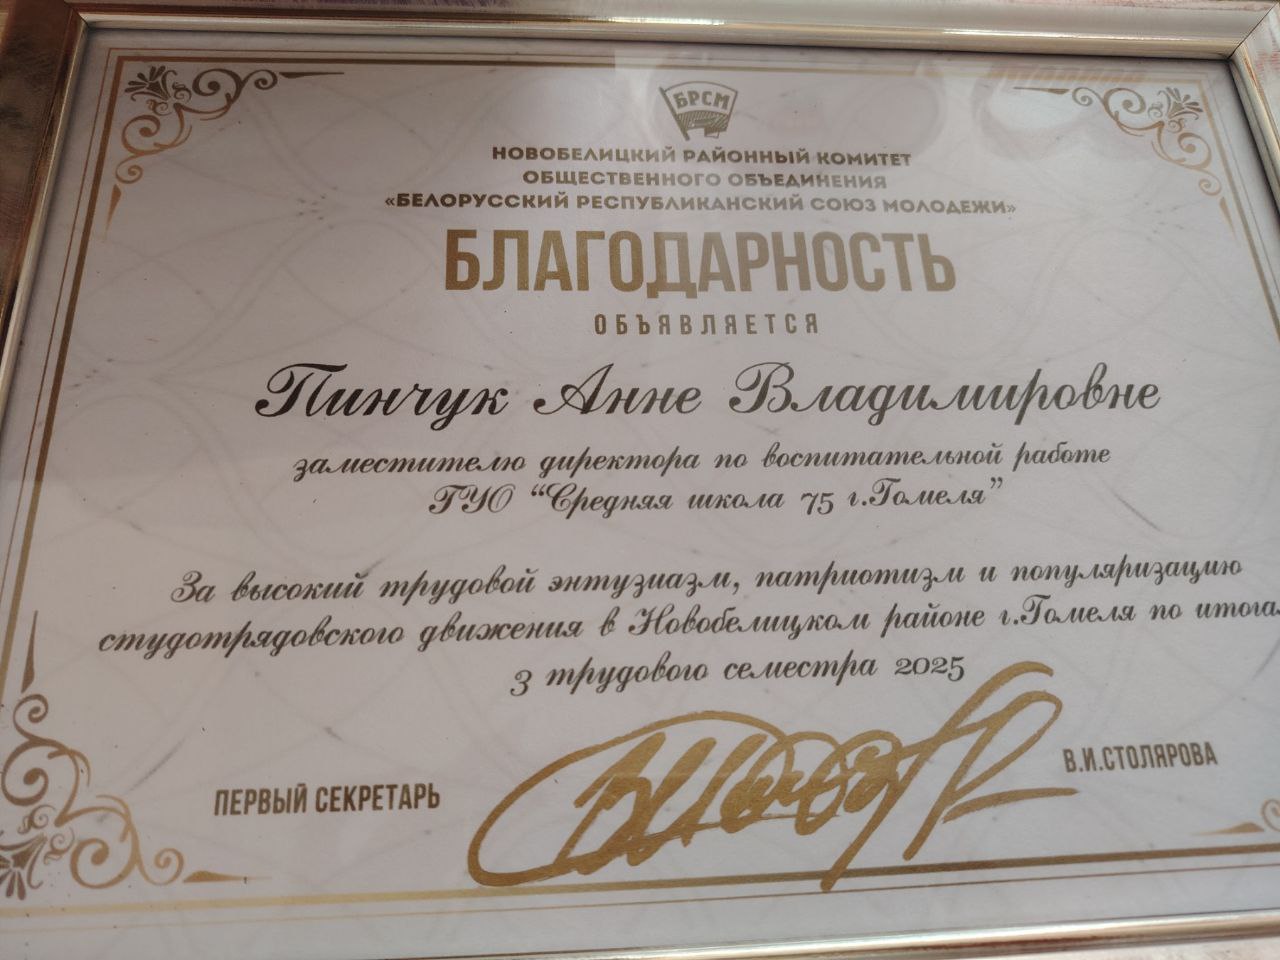 БРСМ
НОВОБЕЛИЦКИЙ РАЙОННЫЙ КОМИТЕТ
ОБЩЕСТВЕННОГО ОБЪЕДИНЕНИЯ
«БЕЛОРУССКИЙ РЕСПУБЛИКАНСКИЙ СОЮЗ МОЛОДЕЖИ»
БЛАГОДАРНОСТЬ
ОБЪЯВЛЯЕТСЯ
Пинчук Анне Владимировне
заместителю директора по воспитательной работе
ГУО “Средняя школа 75 г.Гомеля”
За высокий трудовой энтузиазм, патриотизм и популяризацию
студотрядовского движения в Новобелицком районе г.Гомеля по итога
3 трудового семестра 2025
ПЕРВЫЙ СЕКРЕТАРЬ
В.И.СТОЛЯРОВА